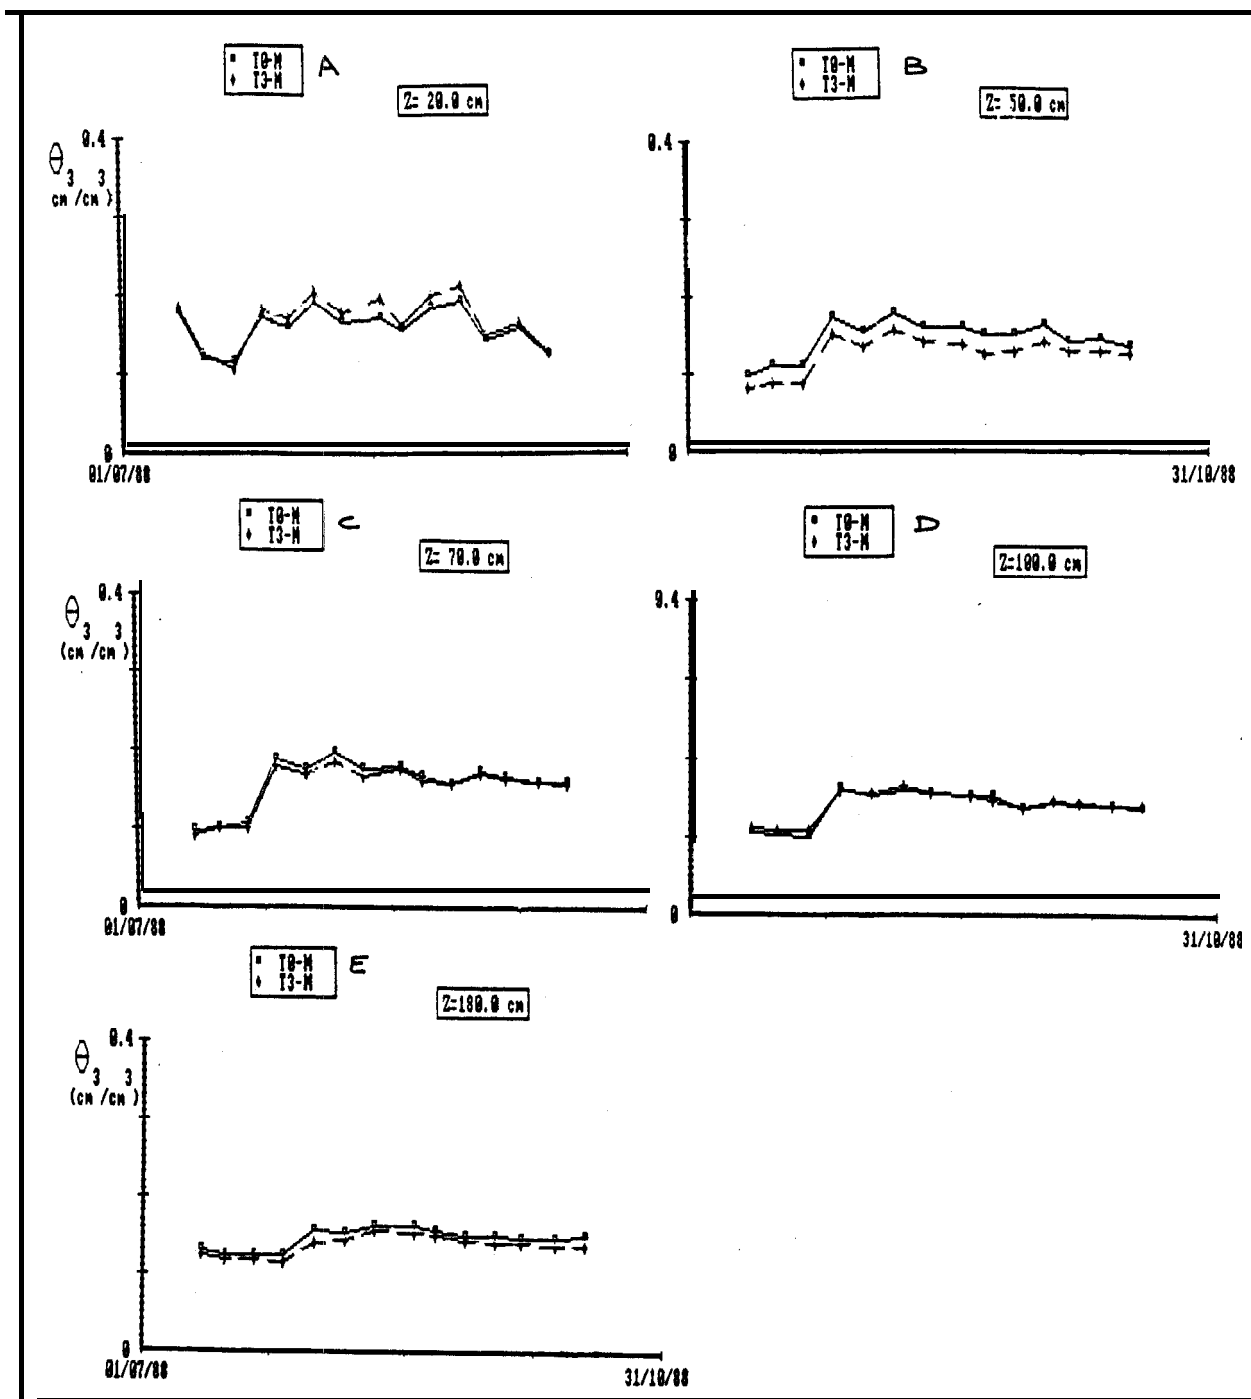 T0-M A
T3-M
Z= 20.0 cm
0.4
θ
3 3
cm /cm )
0
01/07/88
T0-M B
T3-M
Z= 50.0 cm
0.4
0
31/10/88
T0-M C
T3-M
Z= 70.0 cm
0.4
θ
3 3
(cm /cm )
0
01/07/88
T0-M D
T3-M
Z=100.0 cm
0.4
0
31/10/88
T0-M E
T3-M
Z=180.0 cm
0.4
θ
3 3
(cm /cm )
0
01/07/88
31/10/88